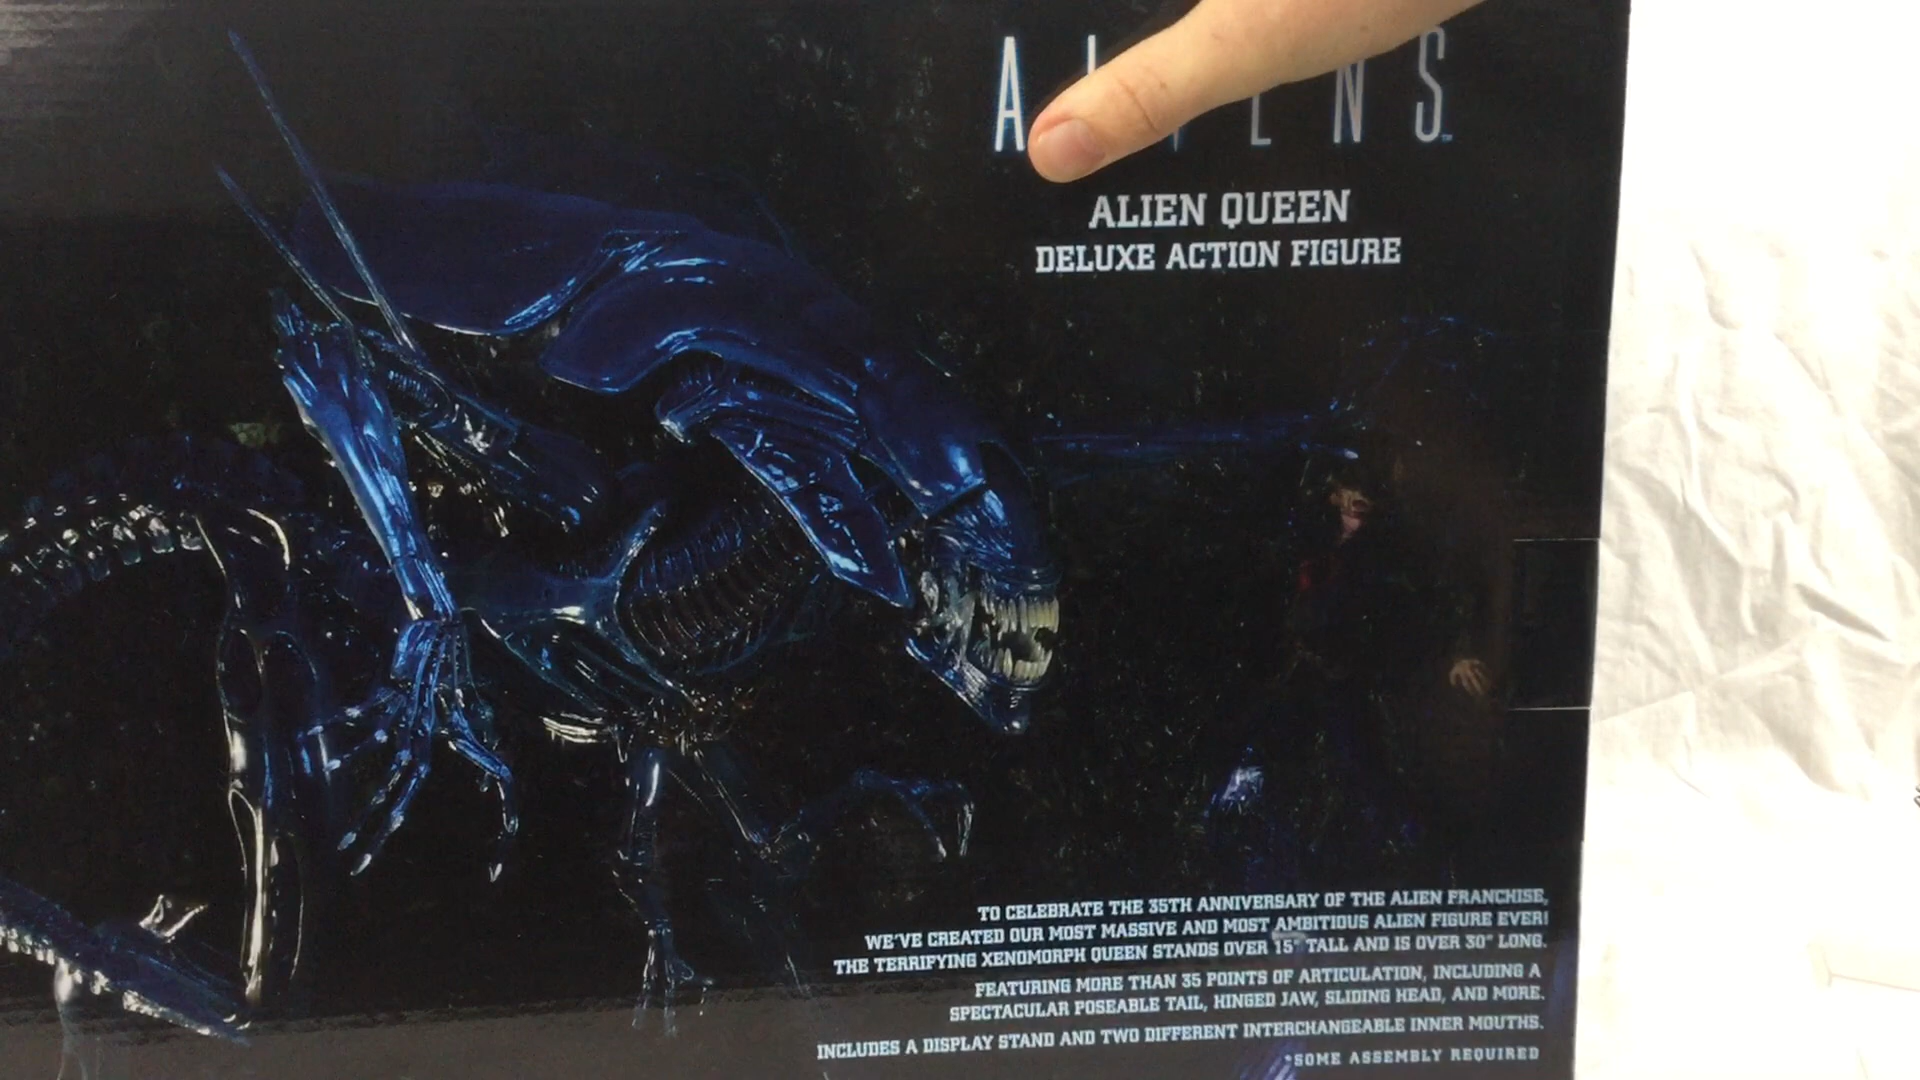 ALIENS™
ALIEN QUEEN
DELUXE ACTION FIGURE
TO CELEBRATE THE 35TH ANNIVERSARY OF THE ALIEN FRANCHISE,
WE'VE CREATED OUR MOST MASSIVE AND MOST AMBITIOUS ALIEN FIGURE EVER!
THE TERRIFYING XENOMORPH QUEEN STANDS OVER 15" TALL AND IS OVER 30" LONG.
FEATURING MORE THAN 35 POINTS OF ARTICULATION, INCLUDING A
SPECTACULAR POSEABLE TAIL, HINGED JAW, SLIDING HEAD, AND MORE.
INCLUDES A DISPLAY STAND AND TWO DIFFERENT INTERCHANGEABLE INNER MOUTHS.
*SOME ASSEMBLY REQUIRED